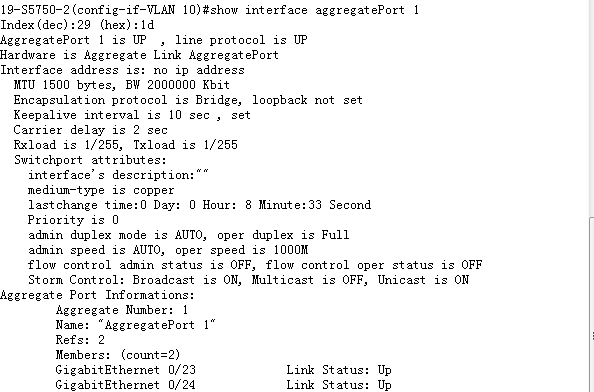 19-S5750-2(config-if-VLAN 10)#show interface aggregatePort 1
Index(dec):29 (hex):1d
AggregatePort 1 is UP  , line protocol is UP
Hardware is Aggregate Link AggregatePort
Interface address is: no ip address
  MTU 1500 bytes, BW 2000000 Kbit
  Encapsulation protocol is Bridge, loopback not set
  Keepalive interval is 10 sec , set
  Carrier delay is 2 sec
  Rxload is 1/255, Txload is 1/255
  Switchport attributes:
    interface's description:""
    medium-type is copper
    lastchange time:0 Day: 0 Hour: 8 Minute:33 Second
    Priority is 0
    admin duplex mode is AUTO, oper duplex is Full
    admin speed is AUTO, oper speed is 1000M
    flow control admin status is OFF, flow control oper status is OFF
    Storm Control: Broadcast is ON, Multicast is OFF, Unicast is ON
Aggregate Port Informations:
        Aggregate Number: 1
        Name: "AggregatePort 1"
        Refs: 2
        Members: (count=2)
        GigabitEthernet 0/23            Link Status: Up
        GigabitEthernet 0/24            Link Status: Up